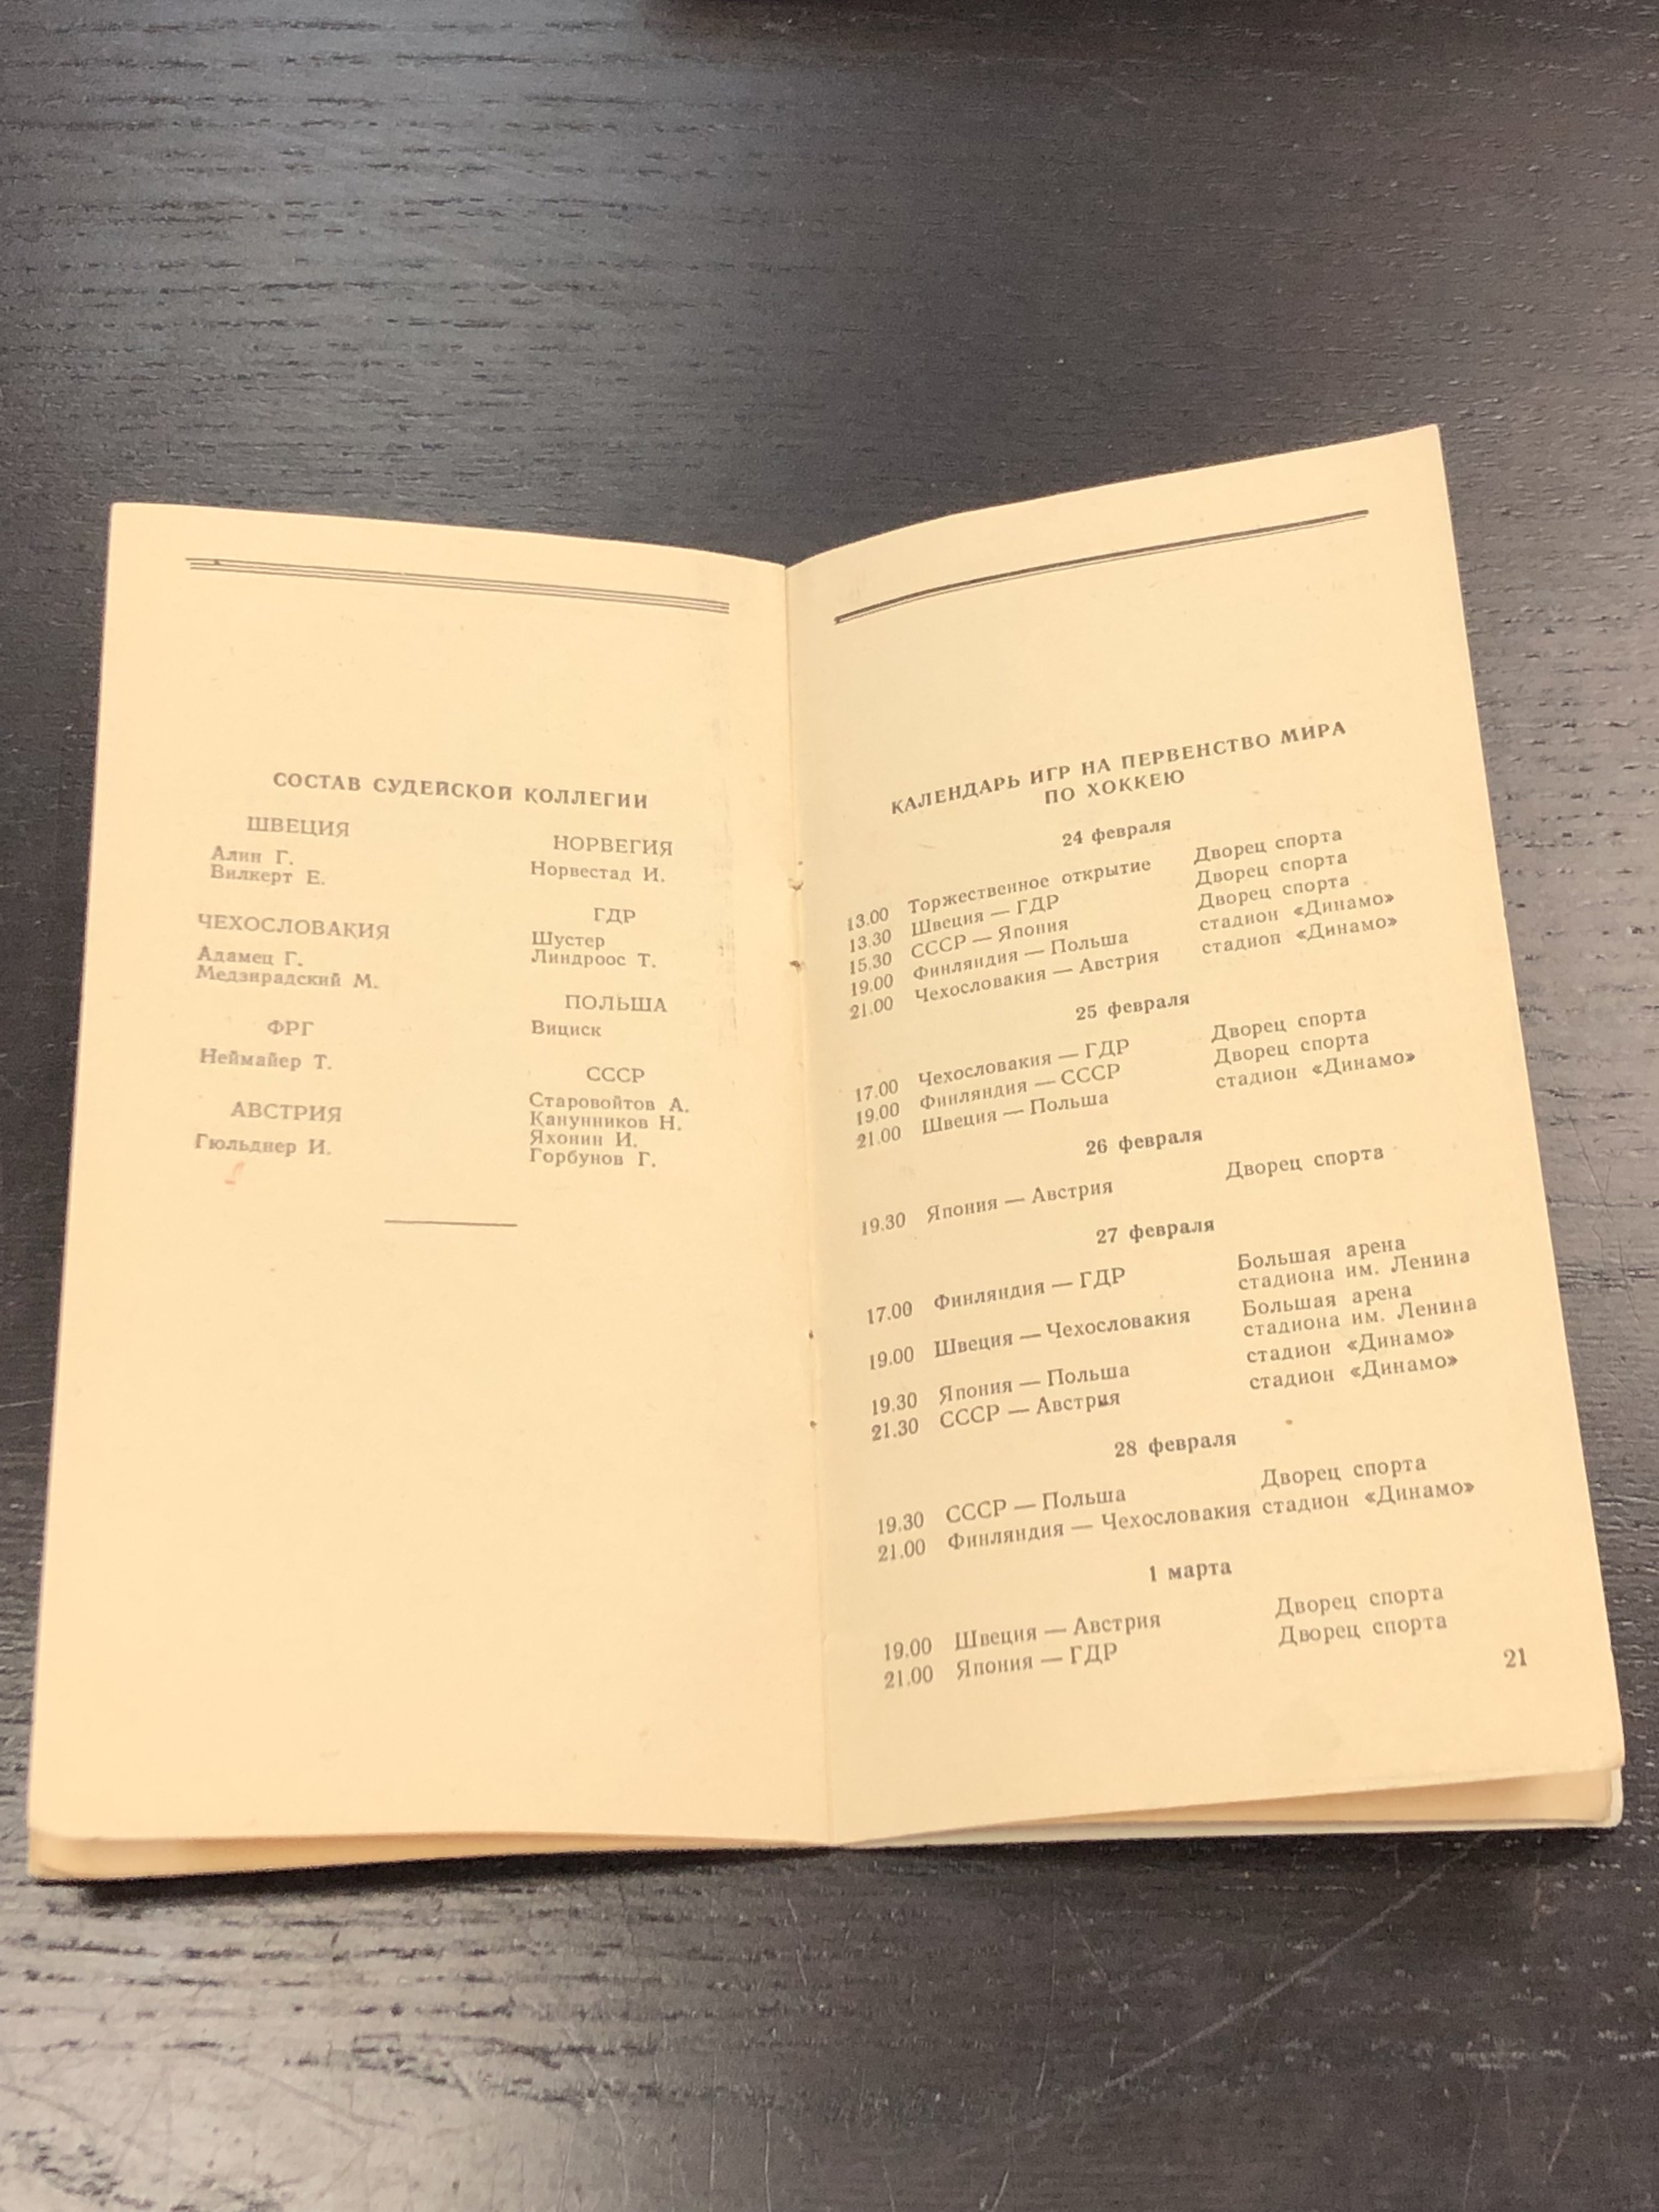 СОСТАВ СУДЕЙСКОЙ КОЛЛЕГИИ
ШВЕЦИЯ
Алин Г.
Вилкерт Е.
ЧЕХОСЛОВАКИЯ
Адамец Г.
Медзирадский М.
ФРГ
Неймайер Т.
АВСТРИЯ
Гюльднер И.
НОРВЕГИЯ
Норвестад И.
ГДР
Шустер
Линдроос Т.
ПОЛЬША
Вициск
СССР
Старовойтов А.
Канунников Н.
Яхонин И.
Горбунов Г.
КАЛЕНДАРЬ ИГР НА ПЕРВЕНСТВО МИРА
ПО ХОККЕЮ
24 февраля
13.00 Торжественное открытие Дворец спорта
13.30 Швеция — ГДР Дворец спорта
15.30 СССР — Япония Дворец спорта
19.00 Финляндия — Польша стадион «Динамо»
21.00 Чехословакия — Австрия стадион «Динамо»
25 февраля
17.00 Чехословакия — ГДР Дворец спорта
19.00 Финляндия — СССР Дворец спорта
21.00 Швеция — Польша стадион «Динамо»
26 февраля
19.30 Япония — Австрия Дворец спорта
27 февраля
17.00 Финляндия — ГДР Большая арена
стадиона им. Ленина
19.00 Швеция — Чехословакия Большая арена
стадиона им. Ленина
19.30 Япония — Польша стадион «Динамо»
21.30 СССР — Австрия стадион «Динамо»
28 февраля
19.30 СССР — Польша Дворец спорта
21.00 Финляндия — Чехословакия стадион «Динамо»
1 марта
19.00 Швеция — Австрия Дворец спорта
21.00 Япония — ГДР Дворец спорта
21